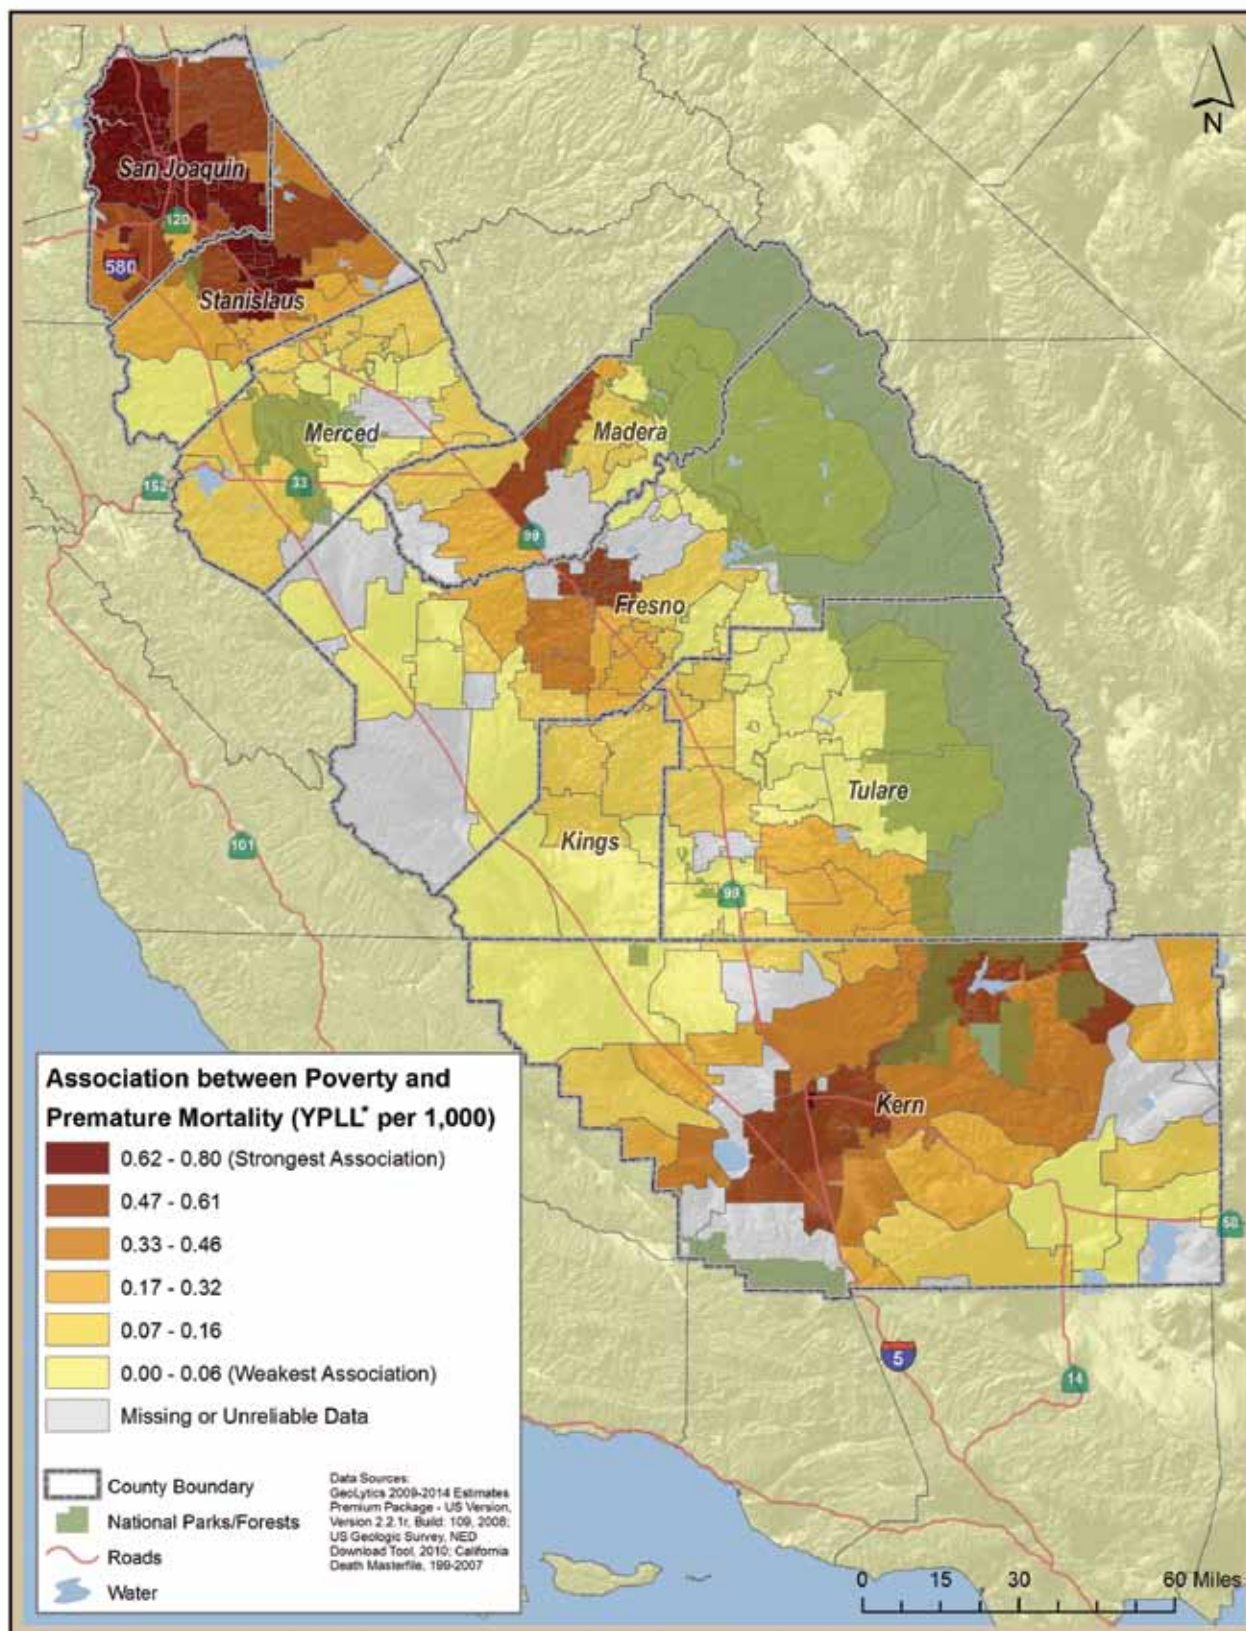 N
San Joaquin
120
580
Stanislaus
Merced
Madera
152
33
99
Fresno
101
Tulare
Kings
99
Kern
58
5
14
Association between Poverty and
Premature Mortality (YPLL* per 1,000)
0.62 - 0.80 (Strongest Association)
0.47 - 0.61
0.33 - 0.46
0.17 - 0.32
0.07 - 0.16
0.00 - 0.06 (Weakest Association)
Missing or Unreliable Data
County Boundary
National Parks/Forests
Roads
Water
Data Sources:
GeoLytics 2009-2014 Estimates
Premium Package - US Version,
Version 2.2.1r, Build: 109, 2008;
US Geologic Survey, NED
Download Tool, 2010; California
Death Masterfile, 199-2007
0 15 30 60 Miles